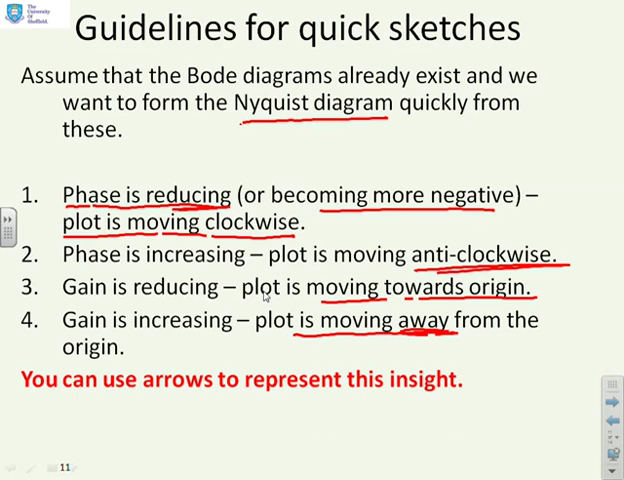 The
University
Of
Sheffield.
Guidelines for quick sketches
Assume that the Bode diagrams already exist and we
want to form the Nyquist diagram quickly from
these.
1. Phase is reducing (or becoming more negative) –
plot is moving clockwise.
2. Phase is increasing – plot is moving anti-clockwise.
3. Gain is reducing – plot is moving towards origin.
4. Gain is increasing – plot is moving away from the
origin.
You can use arrows to represent this insight.
11